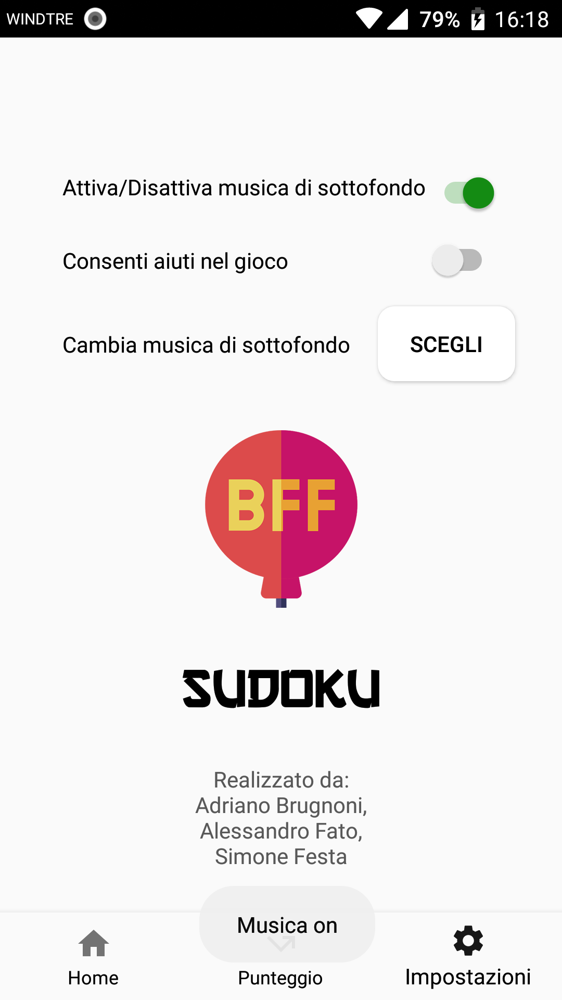 WINDTRE 79% 16:18
Attiva/Disattiva musica di sottofondo
Consenti aiuti nel gioco
Cambia musica di sottofondo SCEGLI
BFF
SUDOKU
Realizzato da:
Adriano Brugnoni,
Alessandro Fato,
Simone Festa
Musica on
Home Punteggio Impostazioni